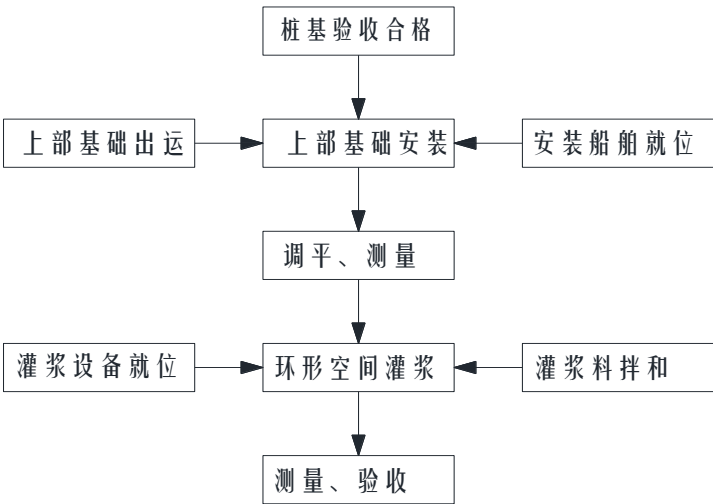 桩基验收合格
上部基础出运
上部基础安装
安装船舶就位
调平、测量
灌浆设备就位
环形空间灌浆
灌浆料拌和
测量、验收